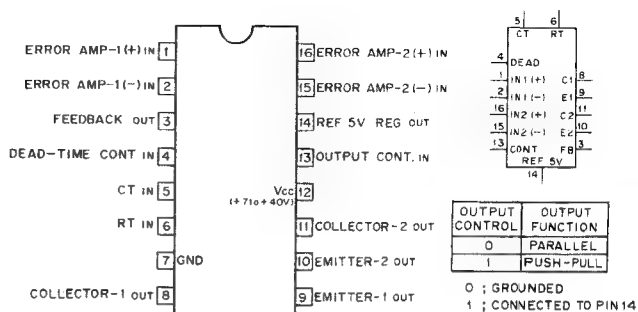 ERROR AMP-1(+) IN 1
ERROR AMP-1(-) IN 2
FEEDBACK OUT 3
DEAD-TIME CONT IN 4
CT IN 5
RT IN 6
7 GND
COLLECTOR-1 OUT 8
16 ERROR AMP-2(+) IN
15 ERROR AMP-2(-) IN
14 REF 5V REG OUT
13 OUTPUT CONT. IN
Vcc 12
(+7to+40V)
11 COLLECTOR-2 OUT
10 EMITTER-2 OUT
9 EMITTER-1 OUT
5 6
CT RT
4 DEAD
1 IN1(+) C1 8
2 IN1(-) E1 9
16 IN2(+) C2 11
15 IN2(-) E2 10
13 CONT FB 3
REF 5V
14
OUTPUT CONTROL OUTPUT FUNCTION
0 PARALLEL
1 PUSH-PULL
0 ; GROUNDED
1 ; CONNECTED TO PIN14